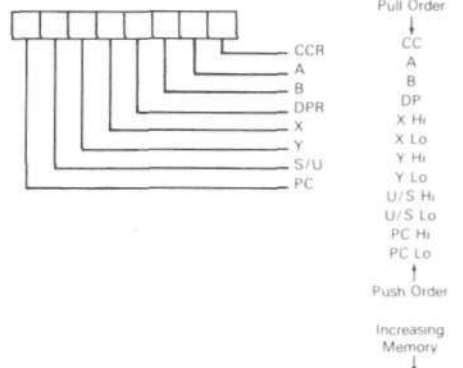 CCR
A
B
DPR
X
Y
S/U
PC
Pull Order
CC
A
B
DP
X Hi
X Lo
Y Hi
Y Lo
U/S Hi
U/S Lo
PC Hi
PC Lo
Push Order
Increasing
Memory